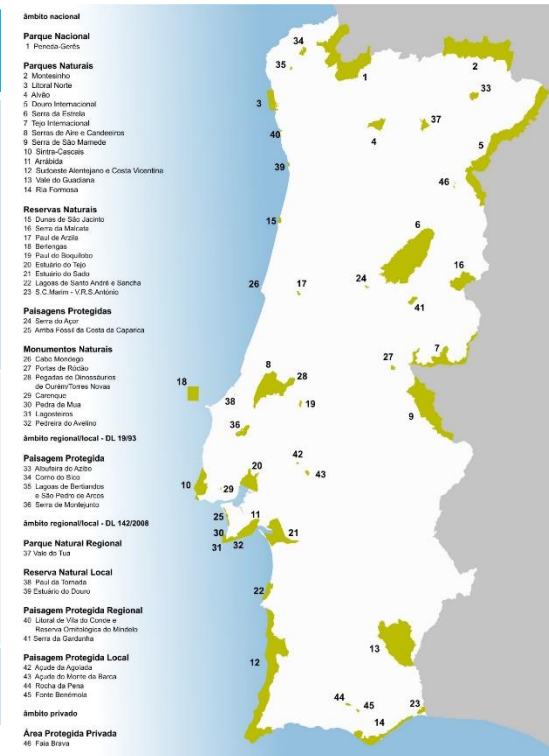 âmbito nacional
Parque Nacional
1 Peneda-Gerês
Parques Naturais
2 Montesinho
3 Litoral Norte
4 Alvão
5 Douro Internacional
6 Serra da Estrela
7 Tejo Internacional
8 Serras de Aire e Candeeiros
9 Serra de São Mamede
10 Sintra-Cascais
11 Arrábida
12 Sudoeste Alentejano e Costa Vicentina
13 Vale do Guadiana
14 Ria Formosa
Reservas Naturais
15 Dunas de São Jacinto
16 Serra da Malcata
17 Paul de Arzila
18 Berlengas
19 Paul do Boquilobo
20 Estuário do Tejo
21 Estuário do Sado
22 Lagoas de Santo André e Sancha
23 S.C.Marim - V.R.S.António
Paisagens Protegidas
24 Serra do Açor
25 Arriba Fóssil da Costa da Caparica
Monumentos Naturais
26 Cabo Mondego
27 Portas de Ródão
28 Pegadas de Dinossáurios
de Ourém/Torres Novas
29 Carenque
30 Pedra da Mua
31 Lagosteiros
32 Pedreira do Avelino
âmbito regional/local - DL 19/93
Paisagem Protegida
33 Albufeira do Azibo
34 Corno do Bico
35 Lagoas de Bertiandos
e São Pedro de Arcos
36 Serra de Montejunto
âmbito regional/local - DL 142/2008
Parque Natural Regional
37 Vale do Tua
Reserva Natural Local
38 Paul da Tornada
39 Estuário do Douro
Paisagem Protegida Regional
40 Litoral de Vila do Conde e
Reserva Ornitológica do Mindelo
41 Serra da Gardunha
Paisagem Protegida Local
42 Açude da Agolada
43 Açude do Monte da Barca
44 Rocha da Pena
45 Fonte Benémola
âmbito privado
Área Protegida Privada
46 Faia Brava
34
35
1
2
33
3
4
37
40
5
39
46
15
6
16
24
26
17
41
7
27
8
28
18
38
19
9
36
42
20
43
10
29
25
11
30
31
32
21
22
13
12
44
45
14
23